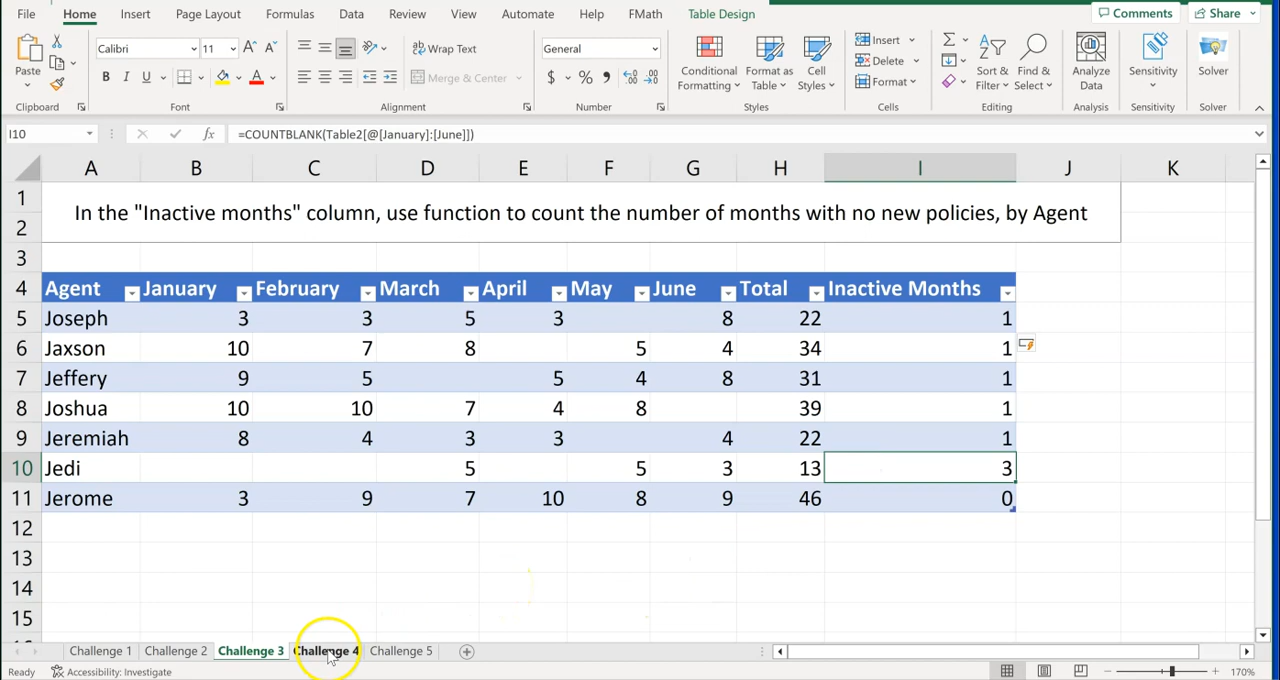 File Home Insert Page Layout Formulas Data Review View Automate Help FMath Table Design Comments Share
Calibri 11 A A Wrap Text General Insert Σ
Paste B I U A Merge & Center $ % , Conditional Formatting Format as Table Cell Styles Delete Format Sort & Filter Find & Select Analyze Data Sensitivity Solver
Clipboard Font Alignment Number Styles Cells Editing Analysis Sensitivity Solver
I10 fx =COUNTBLANK(Table2[@[January]:[June]])
A B C D E F G H I J K
1 In the "Inactive months" column, use function to count the number of months with no new policies, by Agent
2
3
4 Agent January February March April May June Total Inactive Months
5 Joseph 3 3 5 3 8 22 1
6 Jaxson 10 7 8 5 4 34 1
7 Jeffery 9 5 5 4 8 31 1
8 Joshua 10 10 7 4 8 39 1
9 Jeremiah 8 4 3 3 4 22 1
10 Jedi 5 5 3 13 3
11 Jerome 3 9 7 10 8 9 46 0
12
13
14
15
Challenge 1 Challenge 2 Challenge 3 Challenge 4 Challenge 5
Ready Accessibility: Investigate 170%